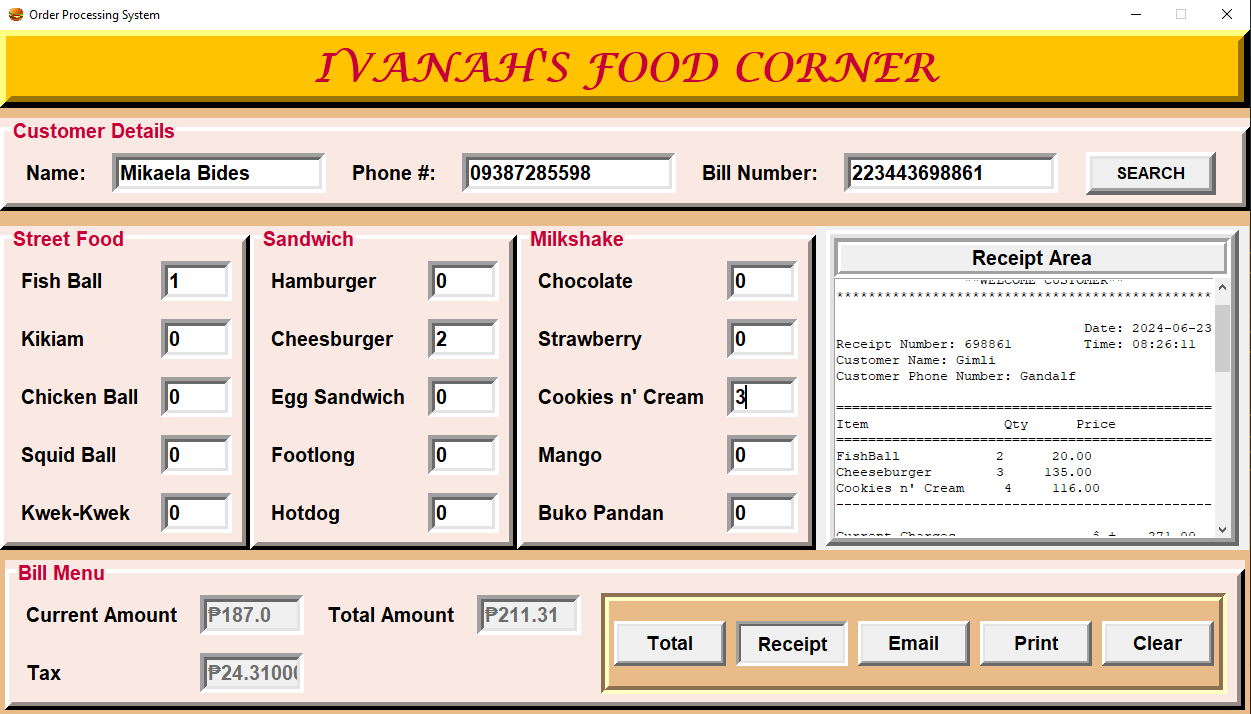 Order Processing System
IVANAH'S FOOD CORNER
Customer Details
Name: Mikaela Bides Phone #: 09387285598 Bill Number: 223443698861 SEARCH
Street Food
Fish Ball 1
Kikiam 0
Chicken Ball 0
Squid Ball 0
Kwek-Kwek 0
Sandwich
Hamburger 0
Cheesburger 2
Egg Sandwich 0
Footlong 0
Hotdog 0
Milkshake
Chocolate 0
Strawberry 0
Cookies n' Cream 3
Mango 0
Buko Pandan 0
Receipt Area
**WELCOME CUSTOMER**
***********************************************
Date: 2024-06-23
Receipt Number: 698861 Time: 08:26:11
Customer Name: Gimli
Customer Phone Number: Gandalf
===============================================
Item Qty Price
===============================================
FishBall 2 20.00
Cheeseburger 3 135.00
Cookies n' Cream 4 116.00
-----------------------------------------------
Current Charges 271.00
Bill Menu
Current Amount ₱187.0 Total Amount ₱211.31
Tax ₱24.3100
Total Receipt Email Print Clear